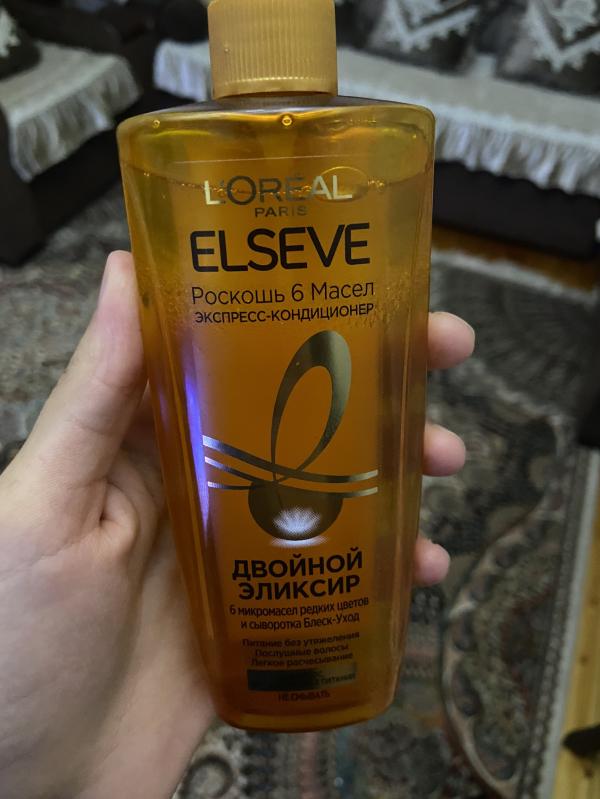 L'ORÉAL
PARIS
ELSEVE
Роскошь 6 Масел
ЭКСПРЕСС-КОНДИЦИОНЕР
ДВОЙНОЙ
ЭЛИКСИР
6 микромасел редких цветов
и сыворотка Блеск-Уход
Питание без утяжеления
Послушные волосы
Легкое расчесывание
ПИТАНИИ
НЕ СМЫВАТЬ